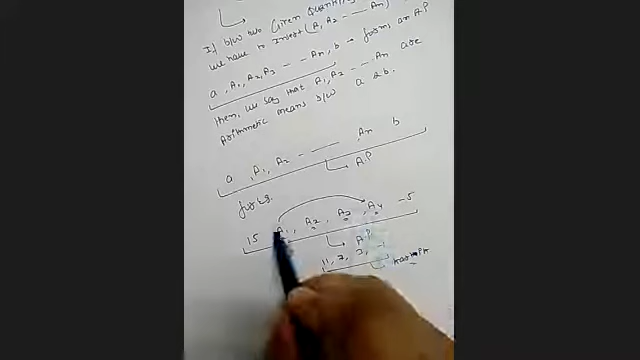 If b/w two Given Quantit
we have to Insert (A1 A2 --- An)
a, A1, A2, A3 --- An, b → forms an A.P
then, we say that A1, A2 --- An are
Arithmetic means b/w a & b.
a, A1, A2 --- , An b
→ A.P
for eg.
15 A1, A2, A3, A4 -5
→ A.P
11, 7, 3, -1